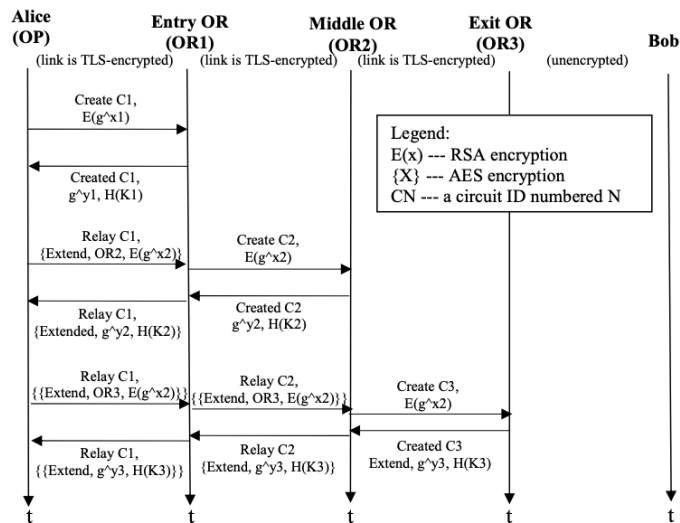 Alice
(OP)
Entry OR
(OR1)
Middle OR
(OR2)
Exit OR
(OR3)
Bob
(link is TLS-encrypted)
(link is TLS-encrypted)
(link is TLS-encrypted)
(unencrypted)
Create C1,
E(g^x1)
Legend:
E(x) --- RSA encryption
{X} --- AES encryption
CN --- a circuit ID numbered N
Created C1,
g^y1, H(K1)
Relay C1,
{Extend, OR2, E(g^x2)}
Create C2,
E(g^x2)
Relay C1,
{Extended, g^y2, H(K2)}
Created C2
g^y2, H(K2)
Relay C1,
{{Extend, OR3, E(g^x2)}}
Relay C2,
{{Extend, OR3, E(g^x2)}}
Create C3,
E(g^x2)
Relay C1,
{{Extend, g^y3, H(K3)}}
Relay C2
{Extend, g^y3, H(K3)}
Created C3
Extend, g^y3, H(K3)
t
t
t
t
t